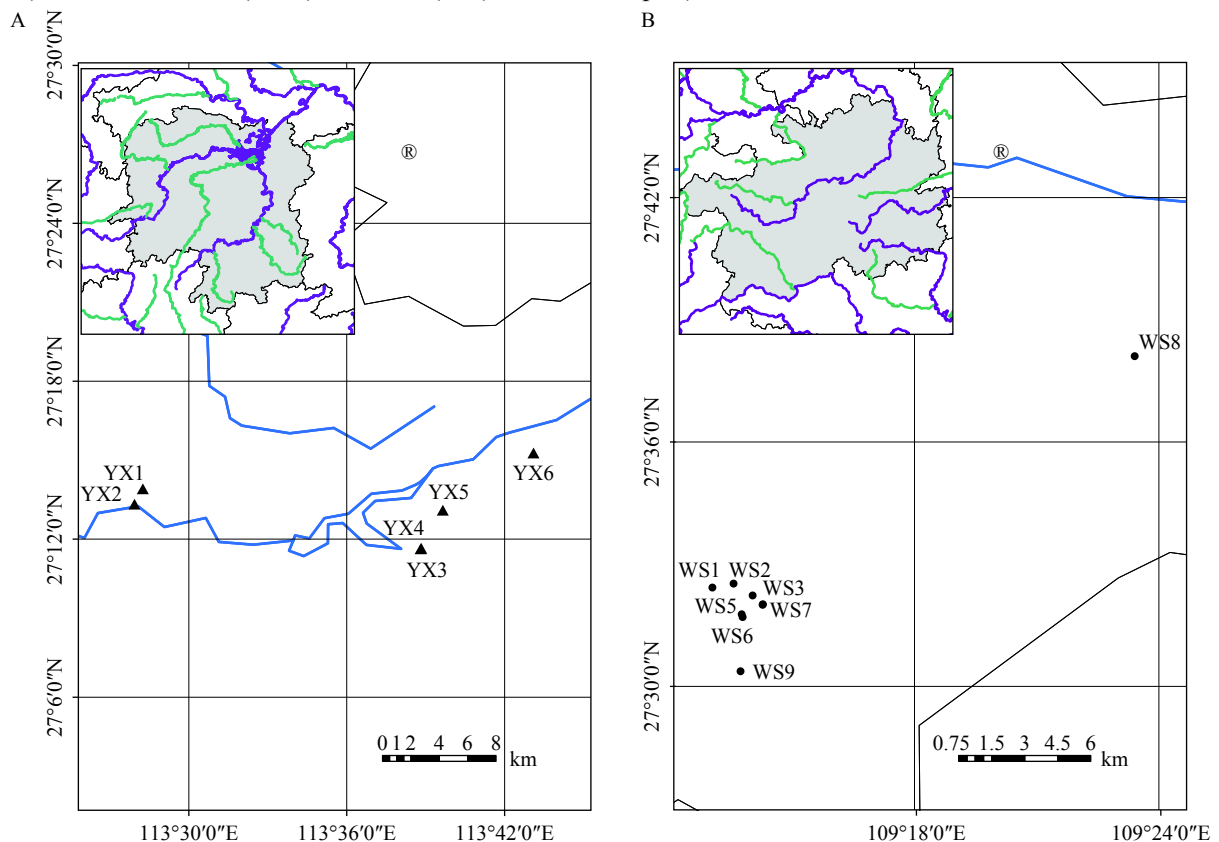 A
B
27°30′0″N
27°24′0″N
27°18′0″N
27°12′0″N
27°6′0″N
®
YX1
YX2
YX6
YX5
YX4
YX3
0 1 2 4 6 8
km
113°30′0″E
113°36′0″E
113°42′0″E
27°42′0″N
27°36′0″N
27°30′0″N
®
WS8
WS1
WS2
WS3
WS5
WS7
WS6
WS9
0.75 1.5 3 4.5 6
km
109°18′0″E
109°24′0″E